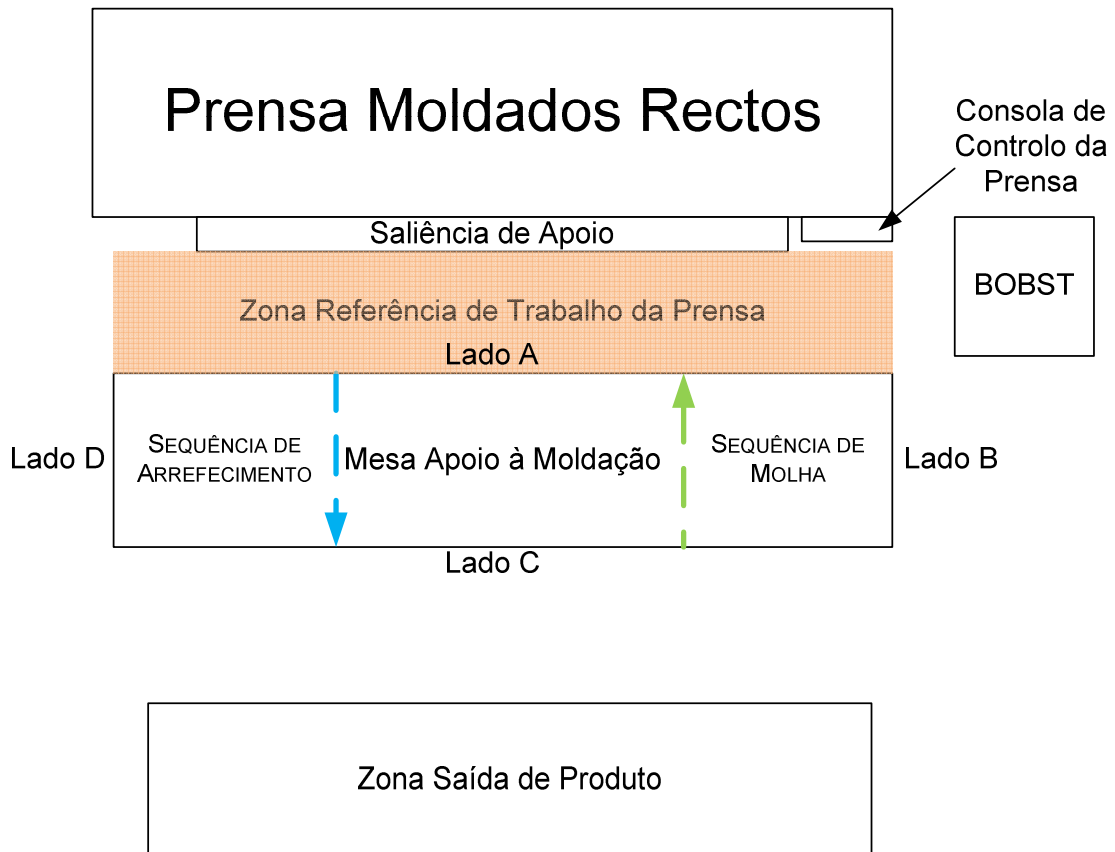 Prensa Moldados Rectos
Consola de
Controlo da
Prensa
Saliência de Apoio
BOBST
Zona Referência de Trabalho da Prensa
Lado A
Lado D
SEQUÊNCIA DE
ARREFECIMENTO
Mesa Apoio à Moldação
SEQUÊNCIA DE
MOLHA
Lado B
Lado C
Zona Saída de Produto